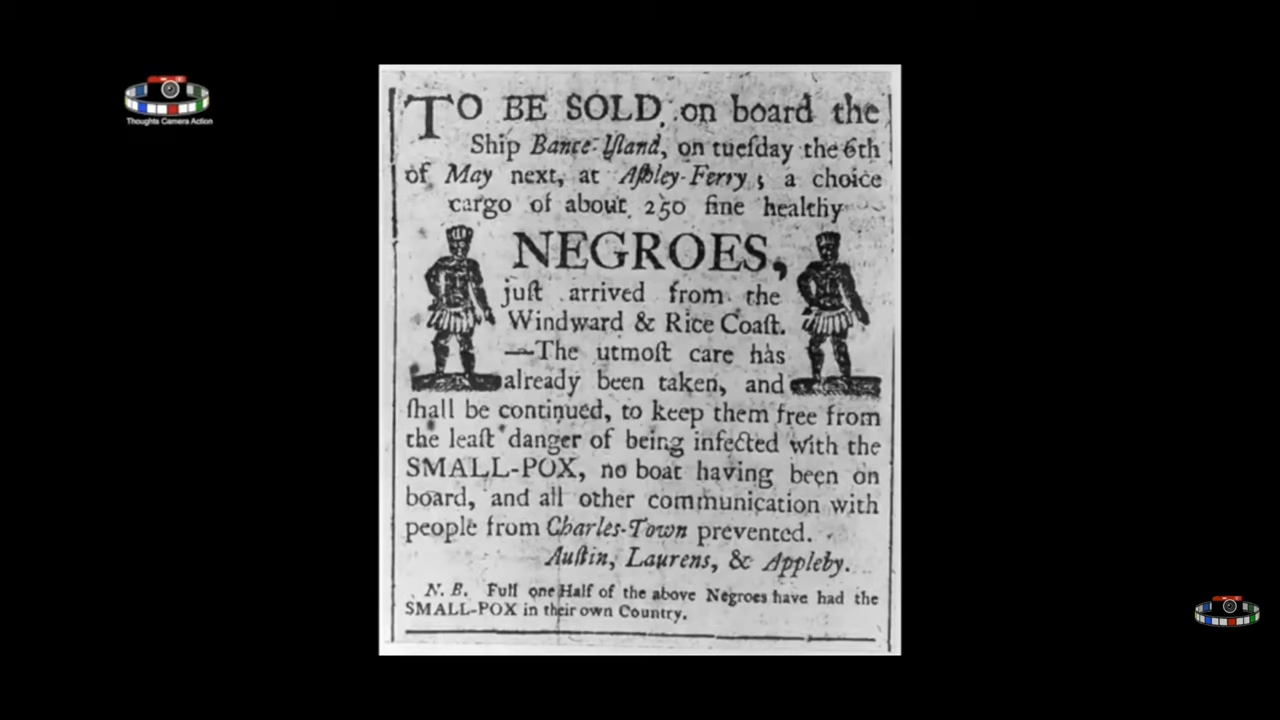 Thoughts Camera Action
TO BE SOLD, on board the
Ship Bance-Iſland, on tueſday the 6th
of May next, at Aſhley-Ferry; a choice
cargo of about 250 fine healthy
NEGROES,
juſt arrived from the
Windward & Rice Coaſt.
—The utmoſt care has
already been taken, and
ſhall be continued, to keep them free from
the leaſt danger of being infected with the
SMALL-POX, no boat having been on
board, and all other communication with
people from Charles-Town prevented.
Auſtin, Laurens, & Appleby.
N. B. Full one Half of the above Negroes have had the
SMALL-POX in their own Country.